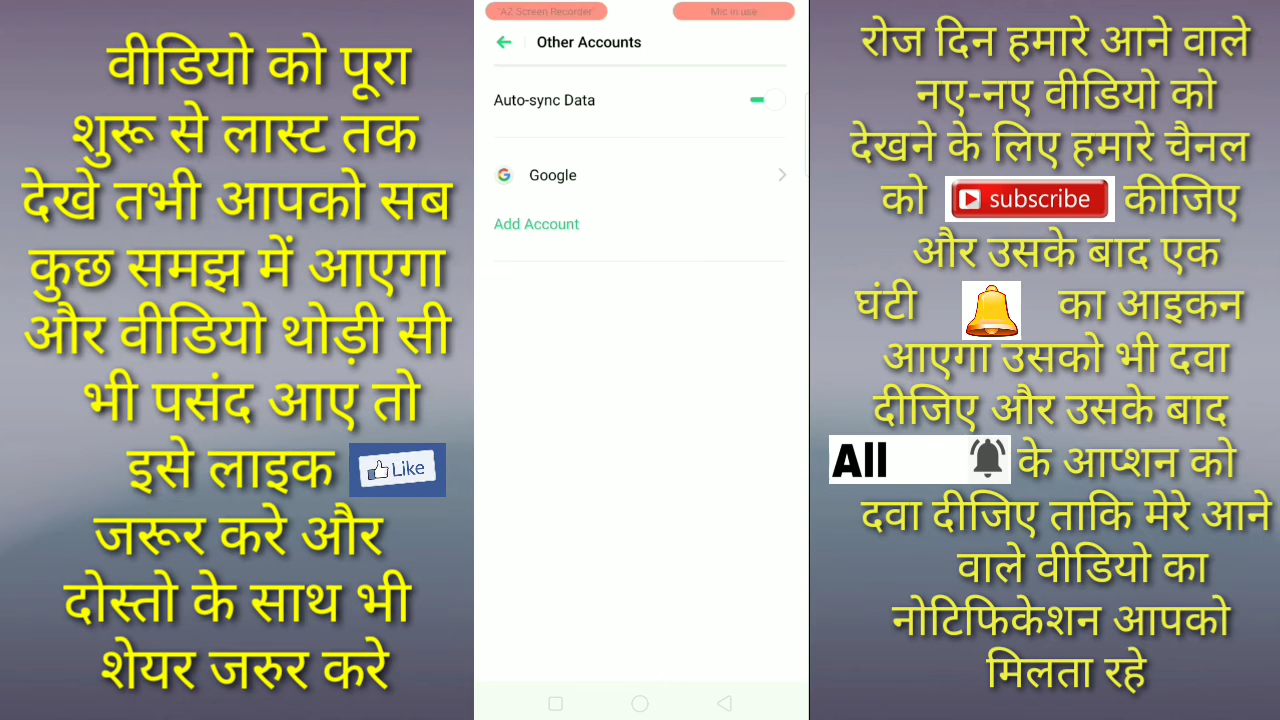 वीडियो को पूरा
शुरू से लास्ट तक
देखे तभी आपको सब
कुछ समझ में आएगा
और वीडियो थोड़ी सी
भी पसंद आए तो
इसे लाइक Like
जरूर करे और
दोस्तो के साथ भी
शेयर जरुर करे
"AZ Screen Recorder"
Mic in use
Other Accounts
Auto-sync Data
Google
Add Account
रोज दिन हमारे आने वाले
नए-नए वीडियो को
देखने के लिए हमारे चैनल
को subscribe कीजिए
और उसके बाद एक
घंटी का आइकन
आएगा उसको भी दवा
दीजिए और उसके बाद
All के आप्शन को
दवा दीजिए ताकि मेरे आने
वाले वीडियो का
नोटिफिकेशन आपको
मिलता रहे